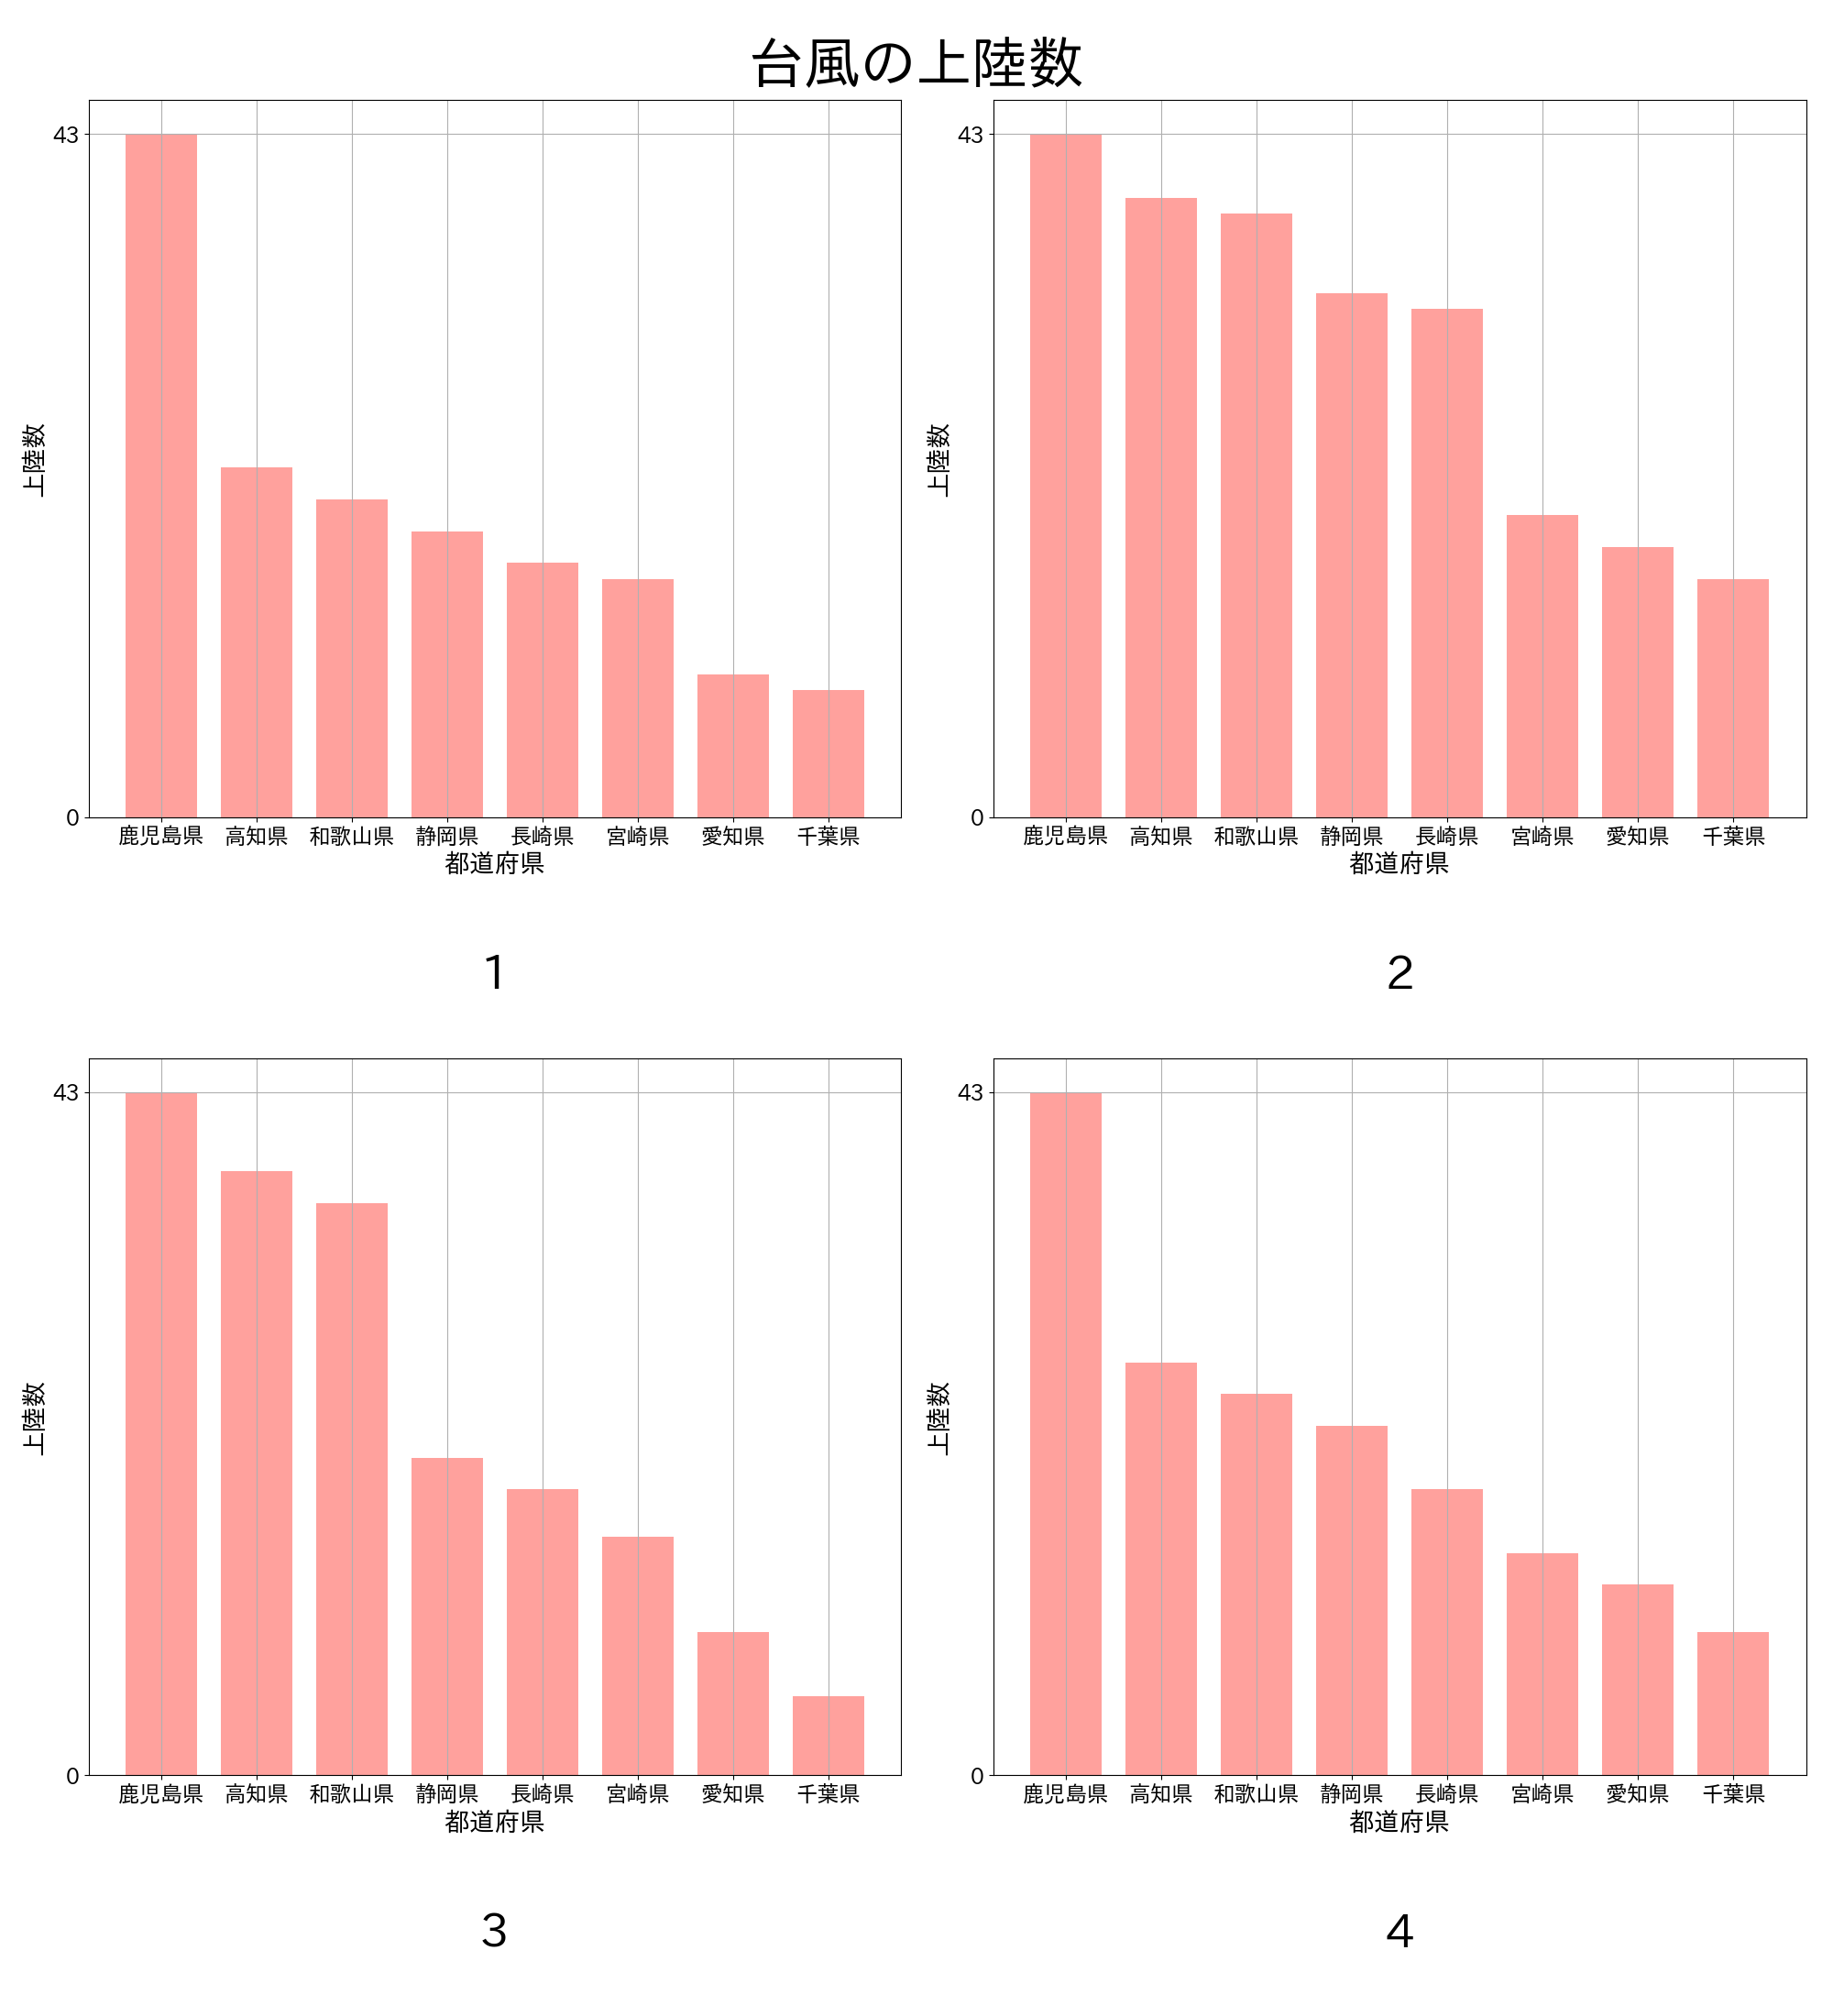 台風の上陸数
43
0
上陸数
鹿児島県 高知県 和歌山県 静岡県 長崎県 宮崎県 愛知県 千葉県
都道府県
1
43
0
上陸数
鹿児島県 高知県 和歌山県 静岡県 長崎県 宮崎県 愛知県 千葉県
都道府県
2
43
0
上陸数
鹿児島県 高知県 和歌山県 静岡県 長崎県 宮崎県 愛知県 千葉県
都道府県
3
43
0
上陸数
鹿児島県 高知県 和歌山県 静岡県 長崎県 宮崎県 愛知県 千葉県
都道府県
4